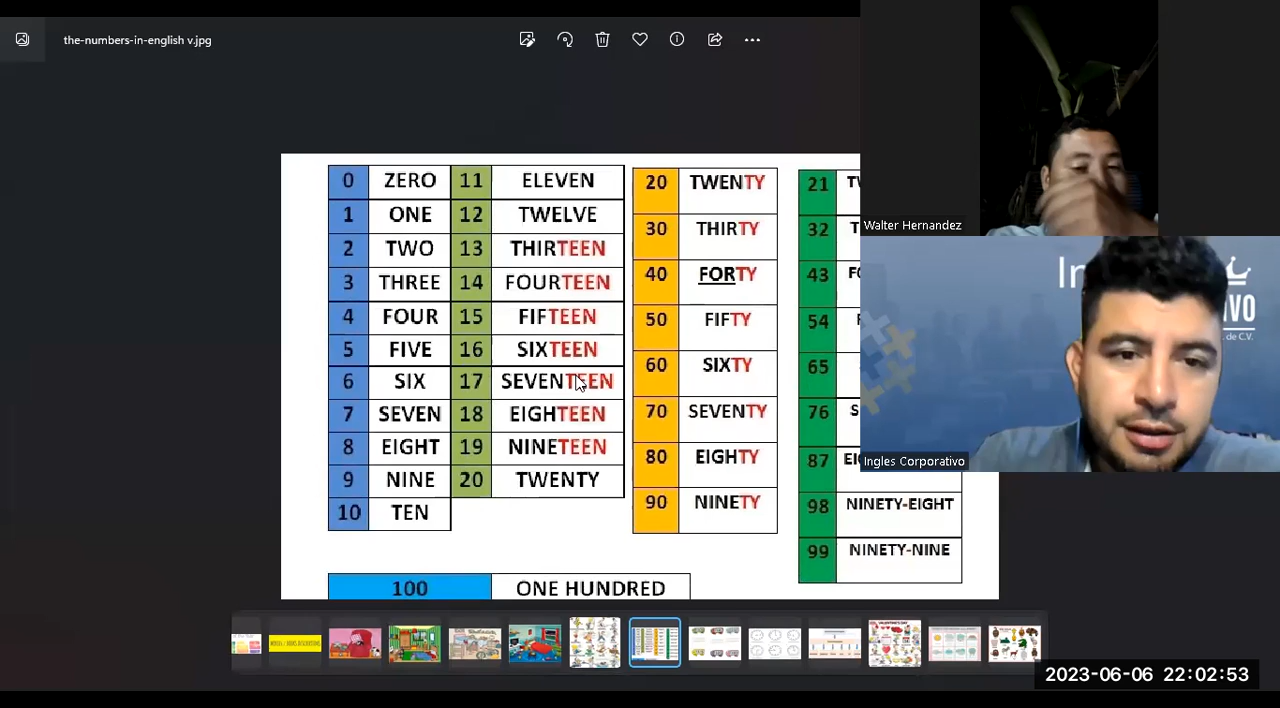 the-numbers-in-english v.jpg
0 ZERO 11 ELEVEN
1 ONE 12 TWELVE
2 TWO 13 THIRTEEN
3 THREE 14 FOURTEEN
4 FOUR 15 FIFTEEN
5 FIVE 16 SIXTEEN
6 SIX 17 SEVENTEEN
7 SEVEN 18 EIGHTEEN
8 EIGHT 19 NINETEEN
9 NINE 20 TWENTY
10 TEN
20 TWENTY
30 THIRTY
40 FORTY
50 FIFTY
60 SIXTY
70 SEVENTY
80 EIGHTY
90 NINETY
21
32
43
54
65
76
87
98 NINETY-EIGHT
99 NINETY-NINE
100 ONE HUNDRED
Walter Hernandez
In
VO
de C.V.
Ingles Corporativo
2023-06-06 22:02:53